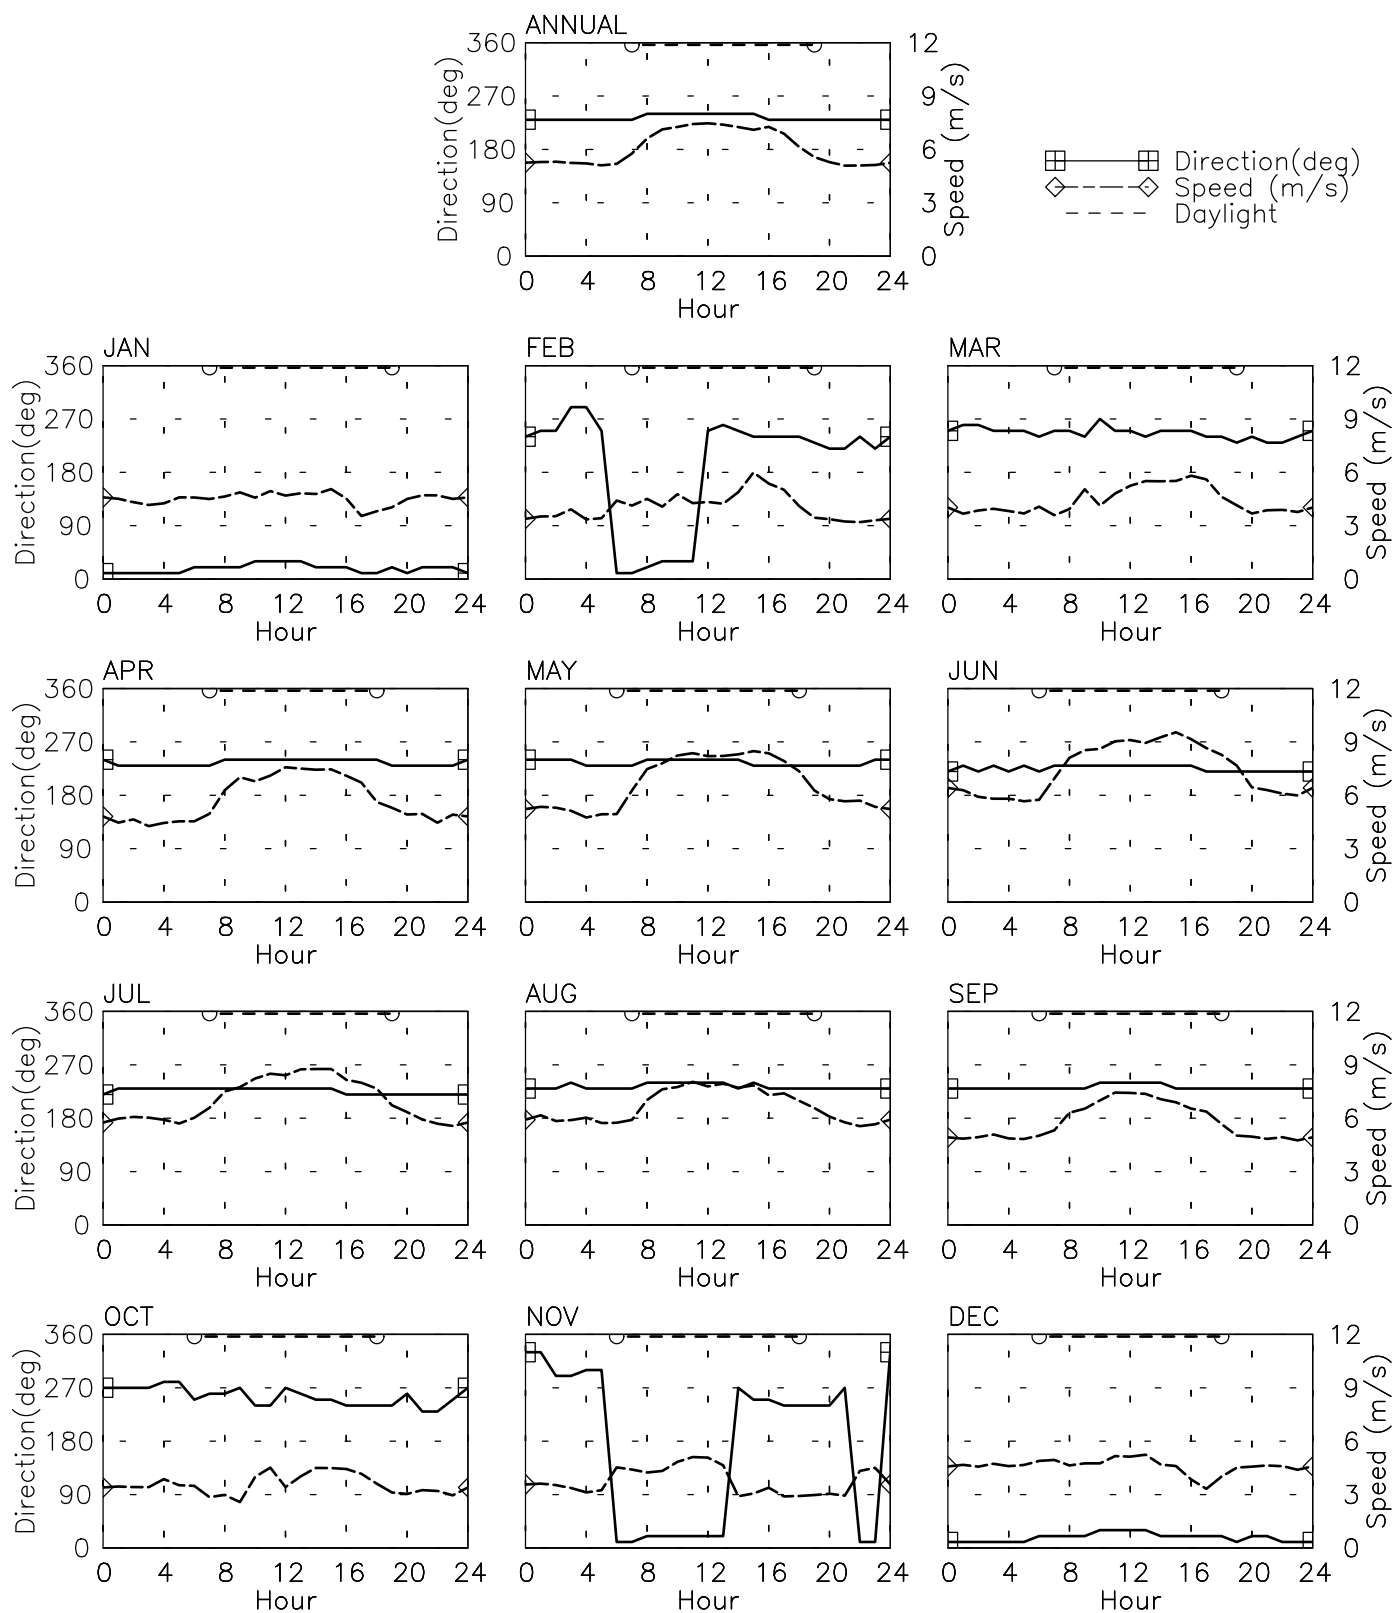 ANNUAL
360 12
270 9
180 6
90 3
0 0
Direction(deg)
Speed (m/s)
0 4 8 12 16 20 24
Hour
Direction(deg)
Speed (m/s)
Daylight
JAN FEB MAR
360 12
270 9
180 6
90 3
0 0
Direction(deg)
Speed (m/s)
0 4 8 12 16 20 24 0 4 8 12 16 20 24 0 4 8 12 16 20 24
Hour Hour Hour
APR MAY JUN
360 12
270 9
180 6
90 3
0 0
Direction(deg)
Speed (m/s)
0 4 8 12 16 20 24 0 4 8 12 16 20 24 0 4 8 12 16 20 24
Hour Hour Hour
JUL AUG SEP
360 12
270 9
180 6
90 3
0 0
Direction(deg)
Speed (m/s)
0 4 8 12 16 20 24 0 4 8 12 16 20 24 0 4 8 12 16 20 24
Hour Hour Hour
OCT NOV DEC
360 12
270 9
180 6
90 3
0 0
Direction(deg)
Speed (m/s)
0 4 8 12 16 20 24 0 4 8 12 16 20 24 0 4 8 12 16 20 24
Hour Hour Hour